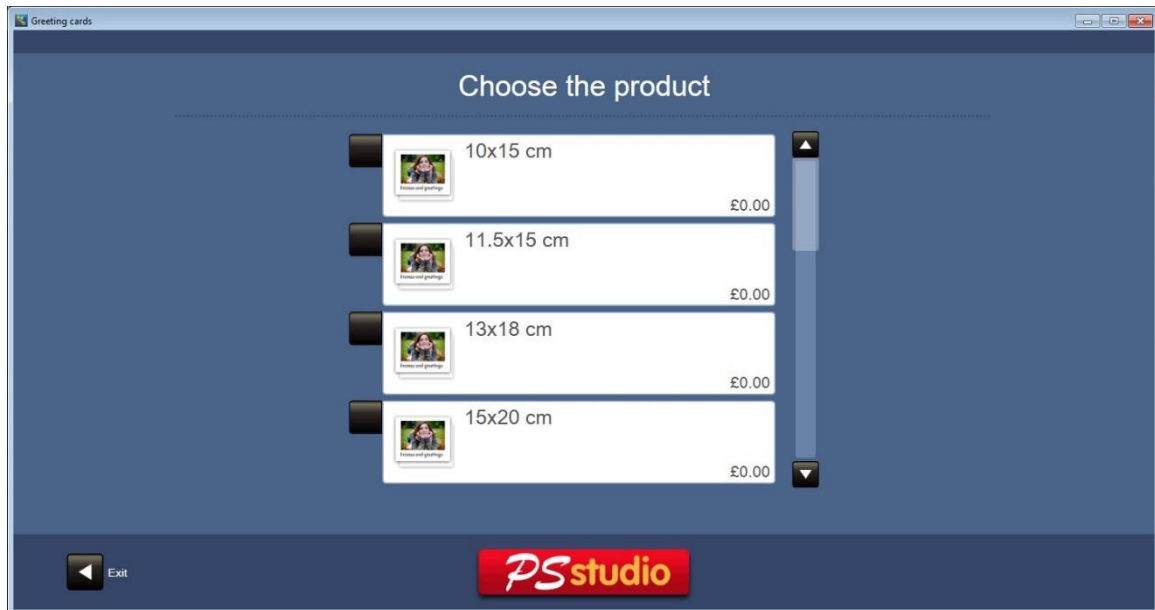 Greeting cards
Choose the product
10x15 cm
£0.00
11.5x15 cm
£0.00
13x18 cm
£0.00
15x20 cm
£0.00
Exit
PSstudio